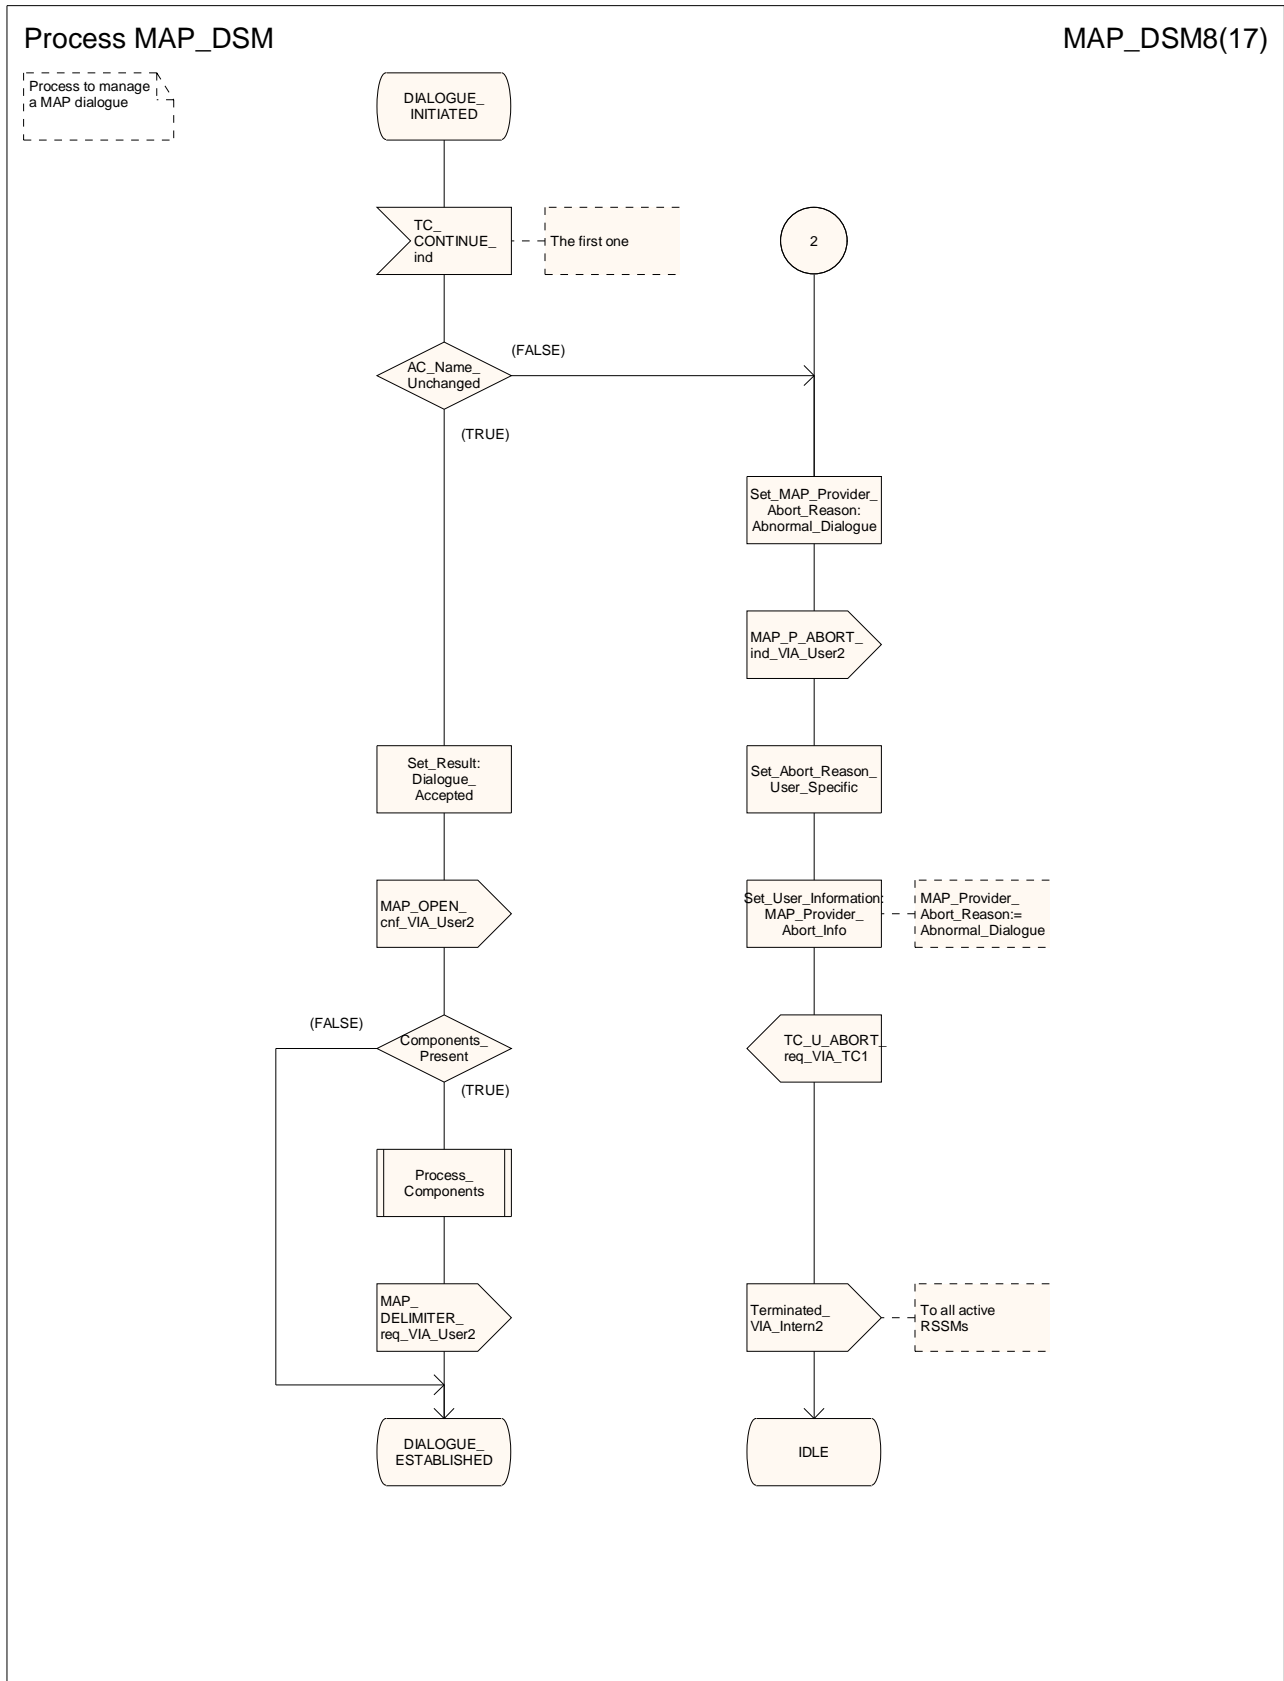 Process MAP_DSM
MAP_DSM8(17)
Process to manage
a MAP dialogue
DIALOGUE_
INITIATED
TC_
CONTINUE_
ind
The first one
2
AC_Name_
Unchanged
(FALSE)
(TRUE)
Set_MAP_Provider_
Abort_Reason:
Abnormal_Dialogue
MAP_P_ABORT_
ind_VIA_User2
Set_Result:
Dialogue_
Accepted
Set_Abort_Reason_
User_Specific
MAP_OPEN_
cnf_VIA_User2
Set_User_Information:
MAP_Provider_
Abort_Info
MAP_Provider_
Abort_Reason:=
Abnormal_Dialogue
(FALSE)
Components_
Present
(TRUE)
TC_U_ABORT_
req_VIA_TC1
Process_
Components
MAP_
DELIMITER_
req_VIA_User2
Terminated_
VIA_Intern2
To all active
RSSMs
DIALOGUE_
ESTABLISHED
IDLE